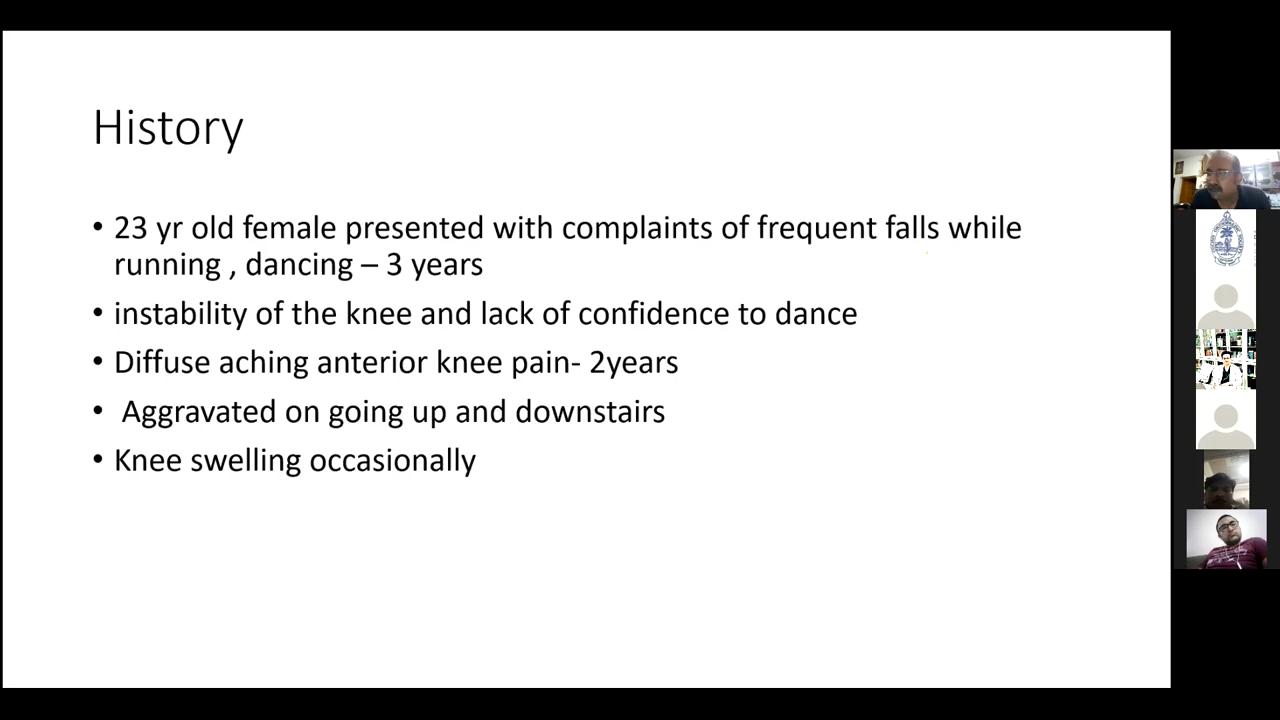 History
• 23 yr old female presented with complaints of frequent falls while
running , dancing – 3 years
• instability of the knee and lack of confidence to dance
• Diffuse aching anterior knee pain- 2years
• Aggravated on going up and downstairs
• Knee swelling occasionally